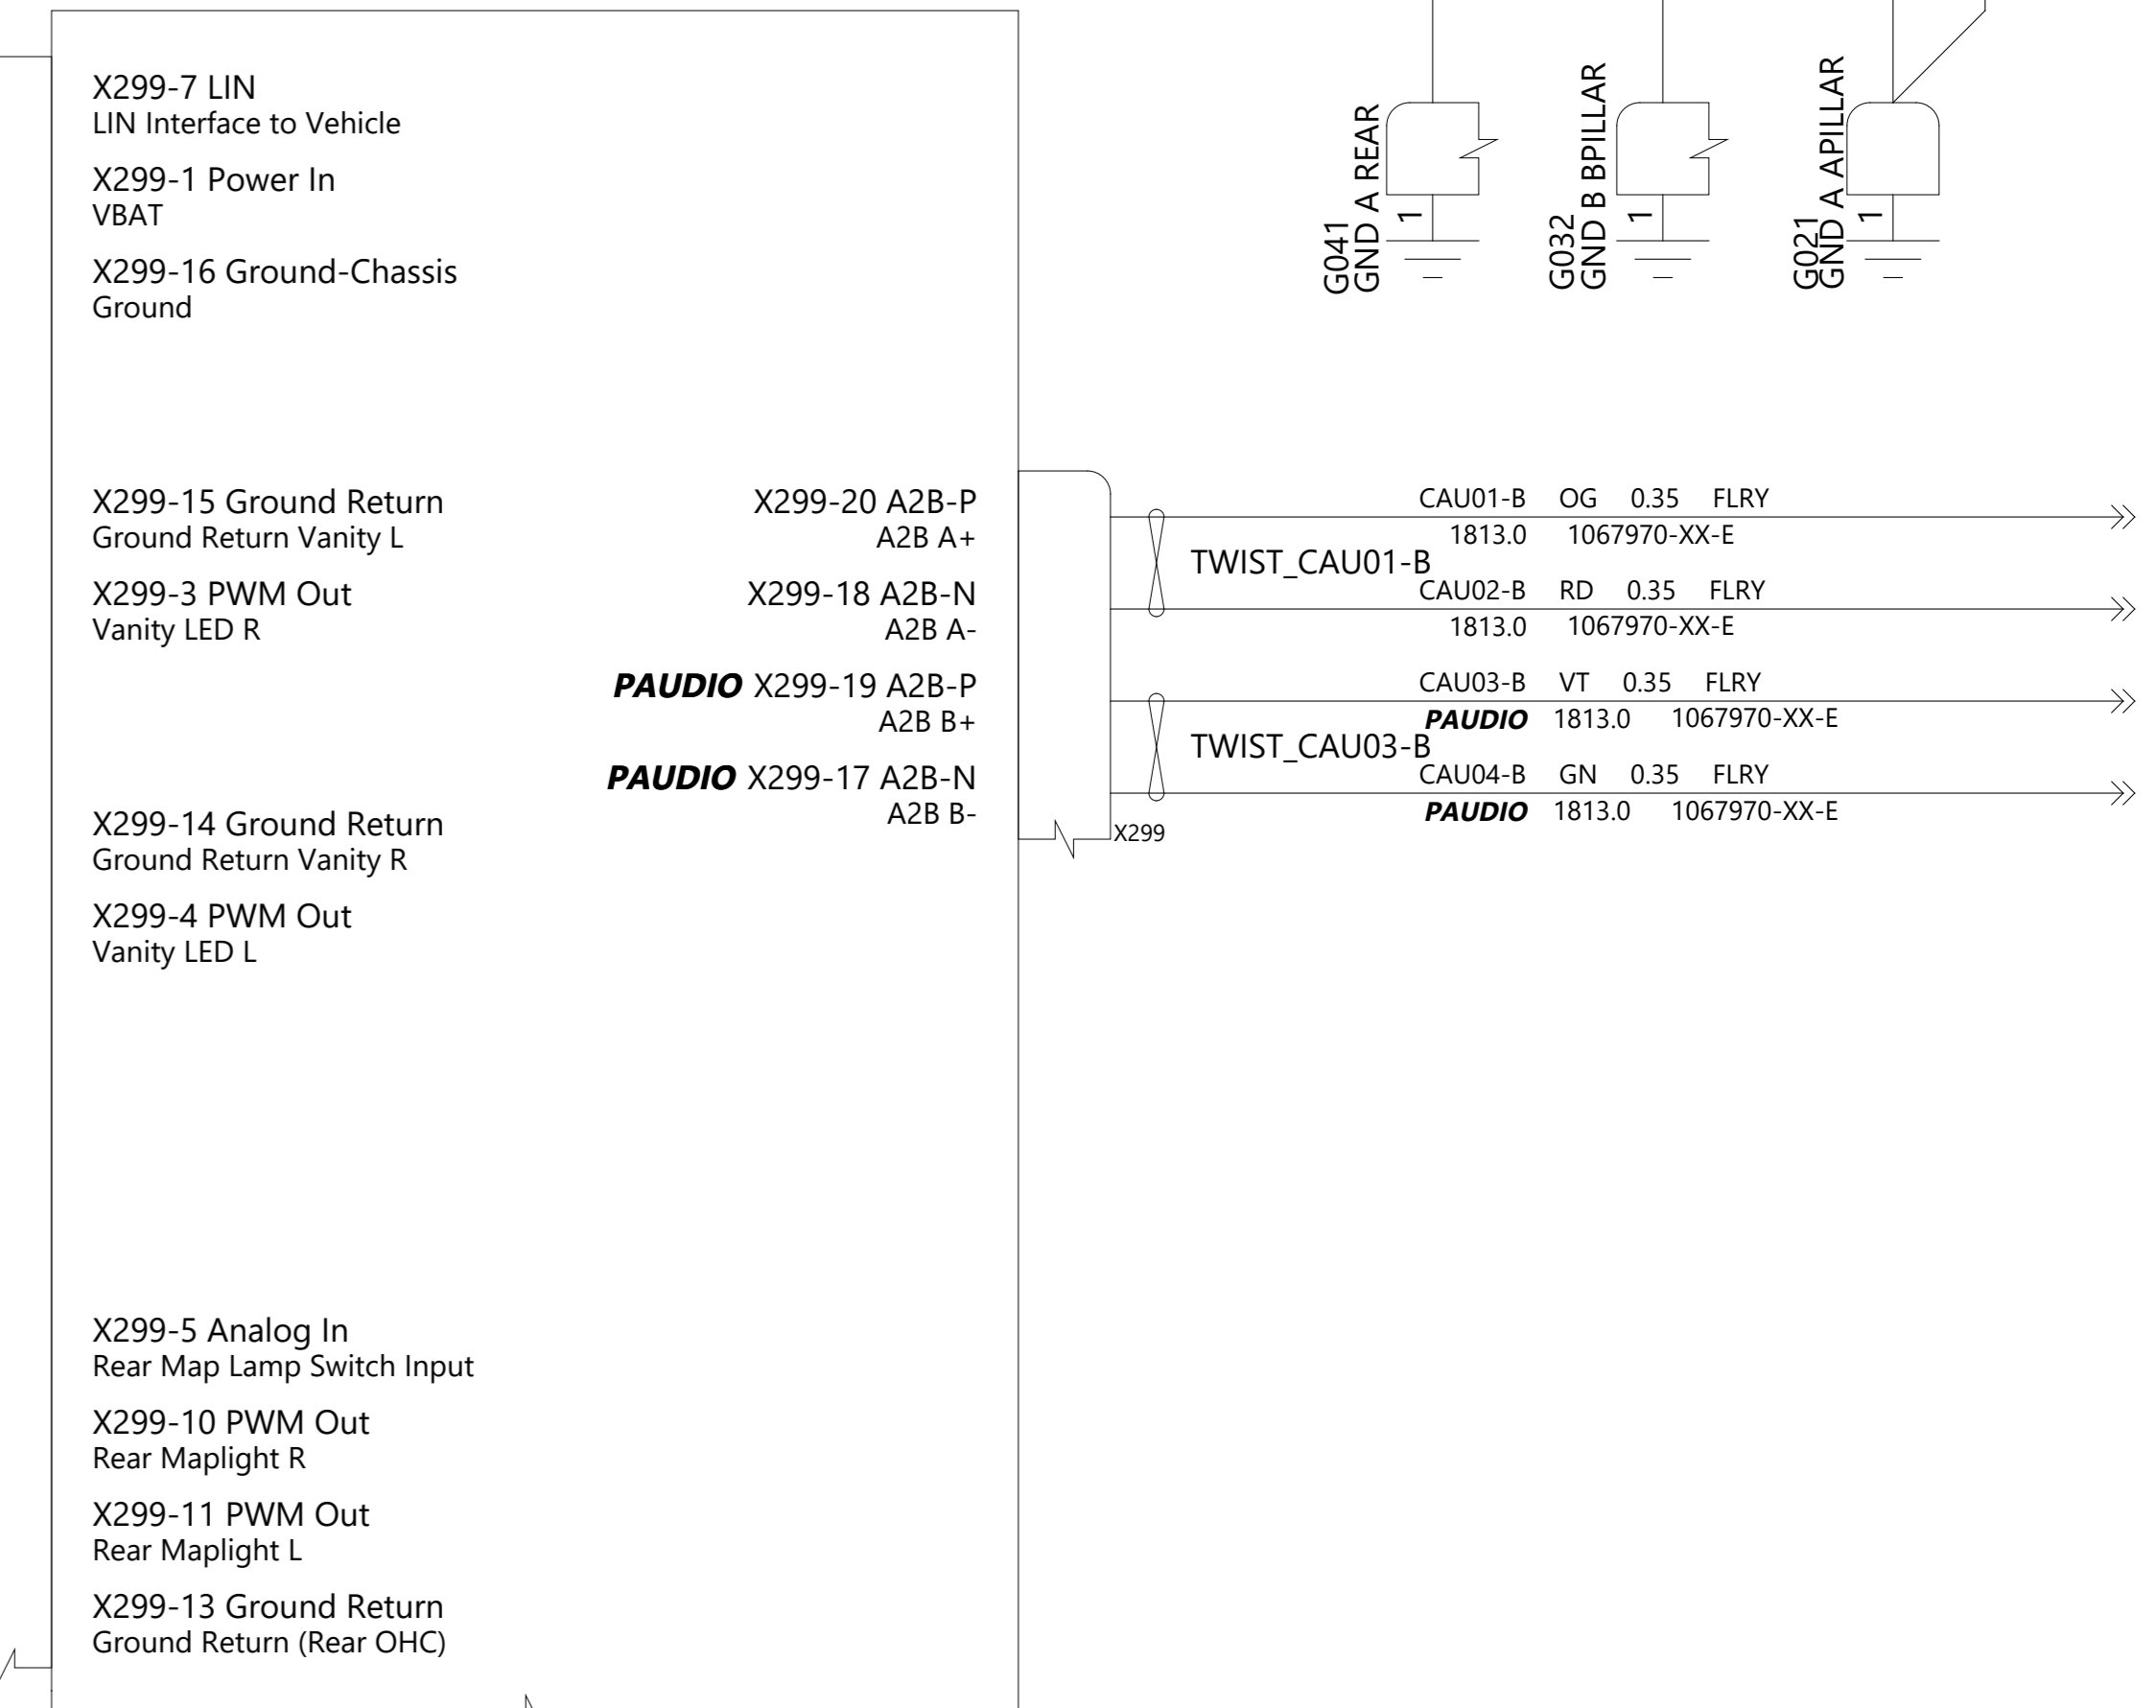 X299-7 LIN
LIN Interface to Vehicle
X299-1 Power In
VBAT
X299-16 Ground-Chassis
Ground
X299-15 Ground Return
Ground Return Vanity L
X299-3 PWM Out
Vanity LED R
X299-14 Ground Return
Ground Return Vanity R
X299-4 PWM Out
Vanity LED L
X299-5 Analog In
Rear Map Lamp Switch Input
X299-10 PWM Out
Rear Maplight R
X299-11 PWM Out
Rear Maplight L
X299-13 Ground Return
Ground Return (Rear OHC)
X299-20 A2B-P
A2B A+
X299-18 A2B-N
A2B A-
PAUDIO X299-19 A2B-P
A2B B+
PAUDIO X299-17 A2B-N
A2B B-
X299
G041
GND A REAR
1
G032
GND B BPILLAR
1
G021
GND A APILLAR
1
CAU01-B OG 0.35 FLRY
1813.0 1067970-XX-E
TWIST_CAU01-B
CAU02-B RD 0.35 FLRY
1813.0 1067970-XX-E
CAU03-B VT 0.35 FLRY
PAUDIO 1813.0 1067970-XX-E
TWIST_CAU03-B
CAU04-B GN 0.35 FLRY
PAUDIO 1813.0 1067970-XX-E